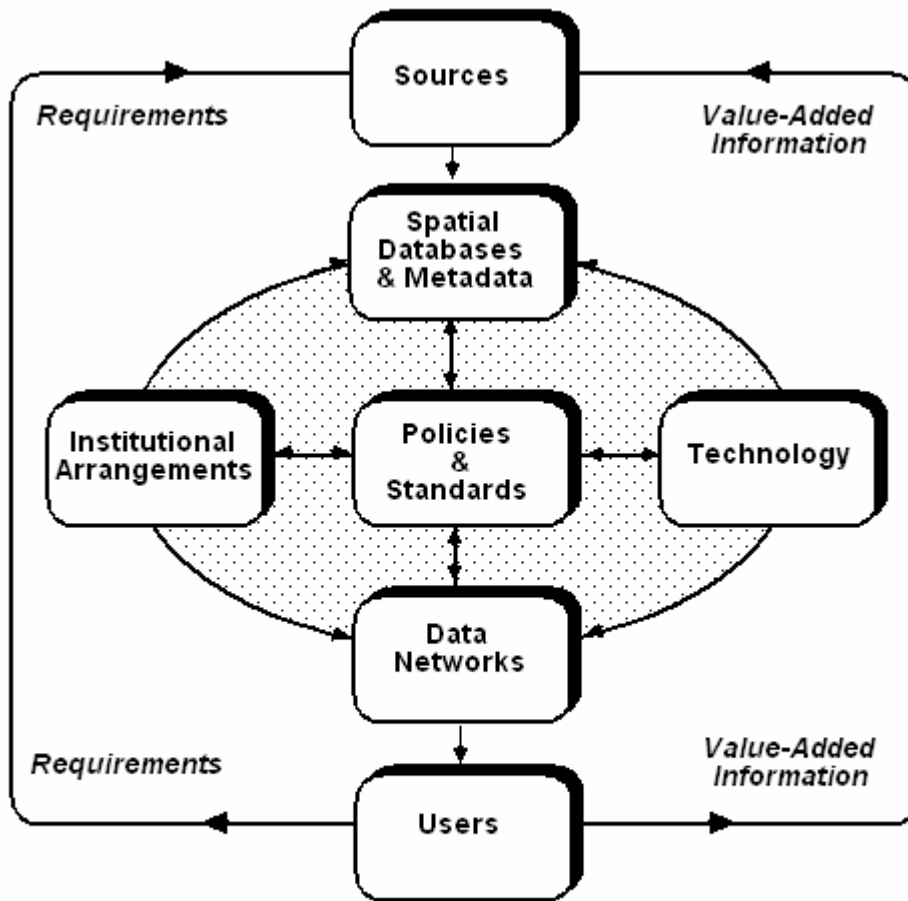 Sources
Requirements
Value-Added
Information
Spatial
Databases
& Metadata
Institutional
Arrangements
Policies
&
Standards
Technology
Data
Networks
Requirements
Value-Added
Information
Users